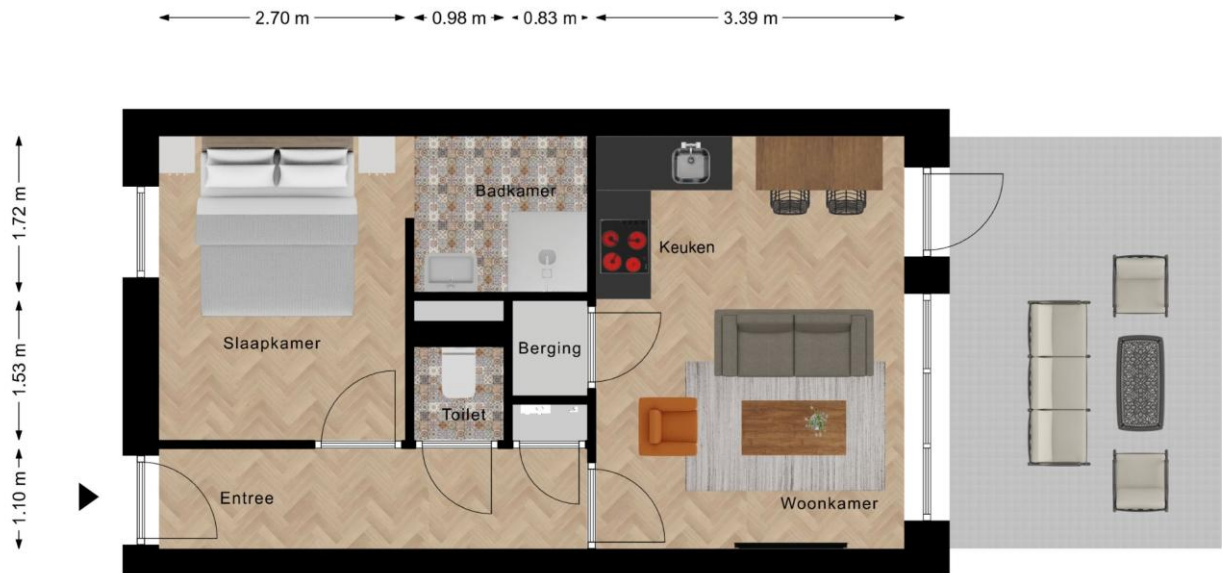 2.70 m
0.98 m
0.83 m
3.39 m
1.72 m
1.53 m
1.10 m
Badkamer
Keuken
Slaapkamer
Berging
Toilet
Entree
Woonkamer